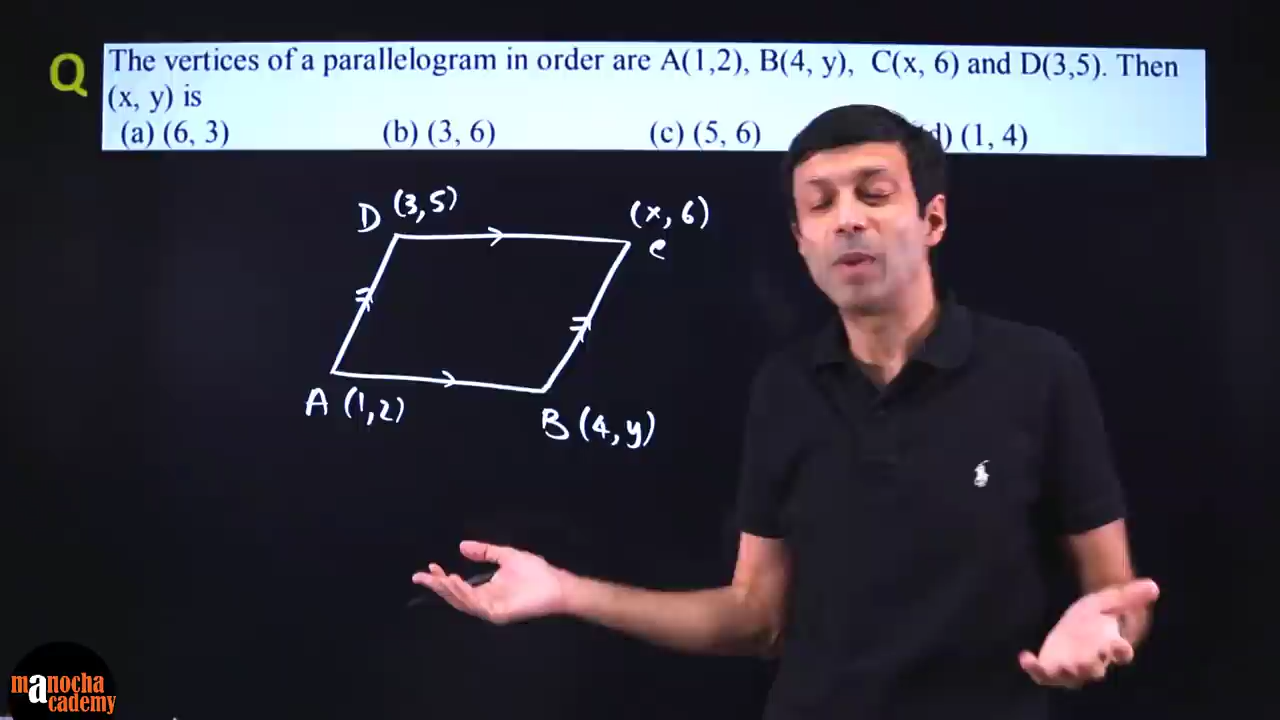 Q
The vertices of a parallelogram in order are A(1,2), B(4, y), C(x, 6) and D(3,5). Then
(x, y) is
(a) (6, 3) (b) (3, 6) (c) (5, 6) d) (1, 4)
D (3,5) (x, 6)
C
A (1,2) B (4, y)
manocha
academy